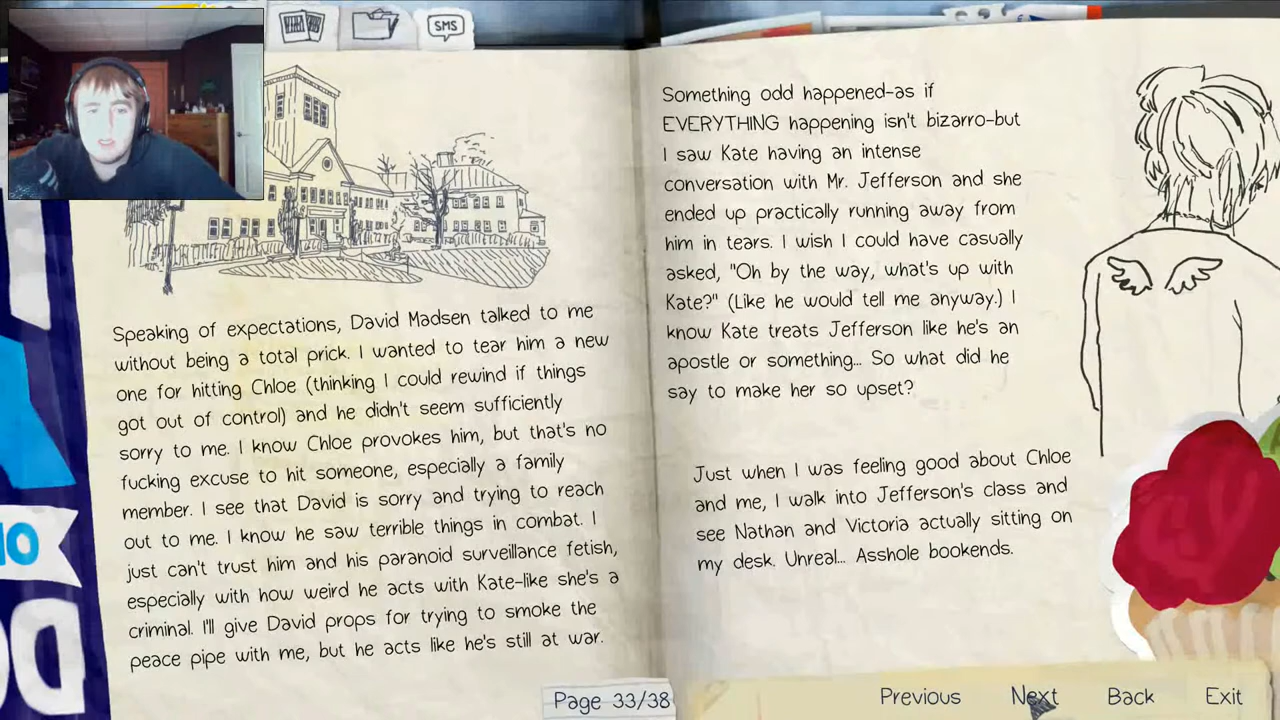 SMS
Speaking of expectations, David Madsen talked to me
without being a total prick. I wanted to tear him a new
one for hitting Chloe (thinking I could rewind if things
got out of control) and he didn't seem sufficiently
sorry to me. I know Chloe provokes him, but that's no
fucking excuse to hit someone, especially a family
member. I see that David is sorry and trying to reach
out to me. I know he saw terrible things in combat. I
just can't trust him and his paranoid surveillance fetish,
especially with how weird he acts with Kate-like she's a
criminal. I'll give David props for trying to smoke the
peace pipe with me, but he acts like he's still at war.
Something odd happened-as if
EVERYTHING happening isn't bizarro-but
I saw Kate having an intense
conversation with Mr. Jefferson and she
ended up practically running away from
him in tears. I wish I could have casually
asked, "Oh by the way, what's up with
Kate?" (Like he would tell me anyway.) I
know Kate treats Jefferson like he's an
apostle or something... So what did he
say to make her so upset?
Just when I was feeling good about Chloe
and me, I walk into Jefferson's class and
see Nathan and Victoria actually sitting on
my desk. Unreal... Asshole bookends.
Page 33/38
Previous Next Back Exit